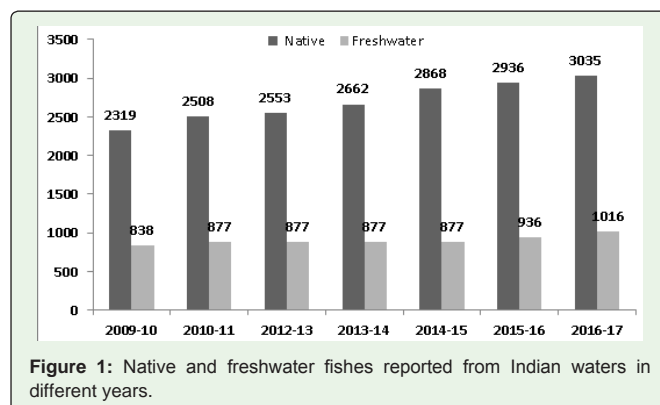 3500
Native Freshwater
3000
2500
2000
1500
1000
500
0
2319 2508 2553 2662 2868 2936 3035
838 877 877 877 877 936 1016
2009-10 2010-11 2012-13 2013-14 2014-15 2015-16 2016-17
Figure 1: Native and freshwater fishes reported from Indian waters in
different years.